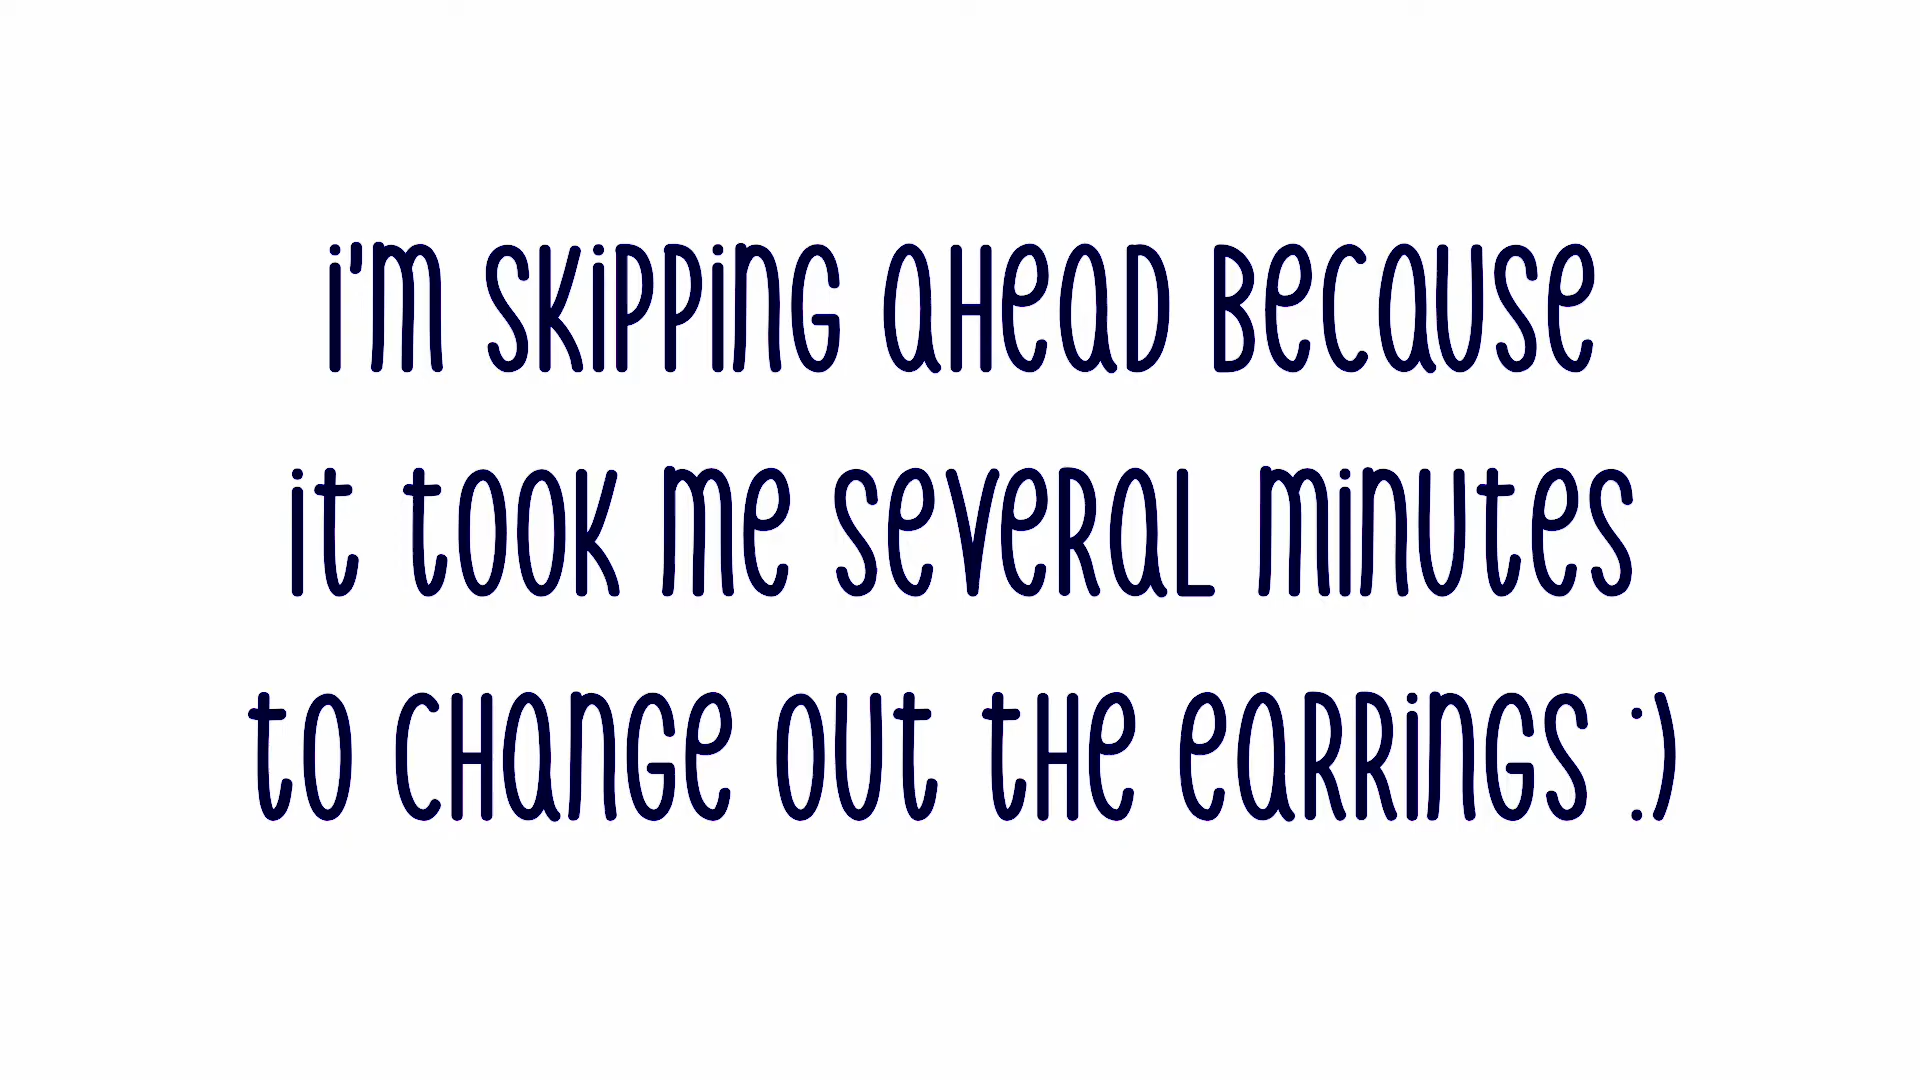 i'm skipping ahead because
it took me several minutes
to change out the earrings :)